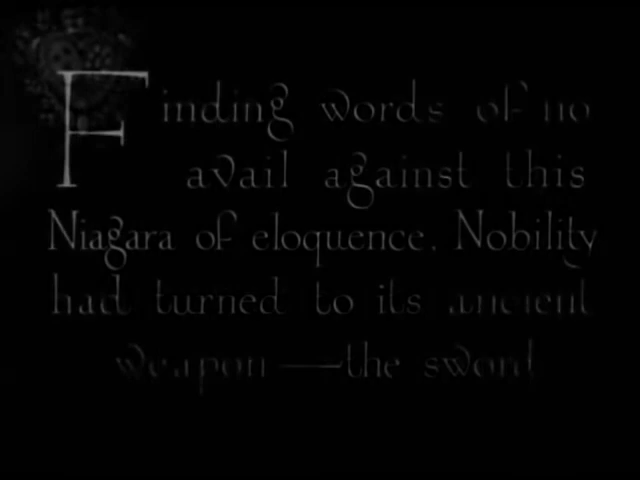 Finding words of no
avail against this
Niagara of eloquence, Nobility
had turned to its ancient
weapon — the sword